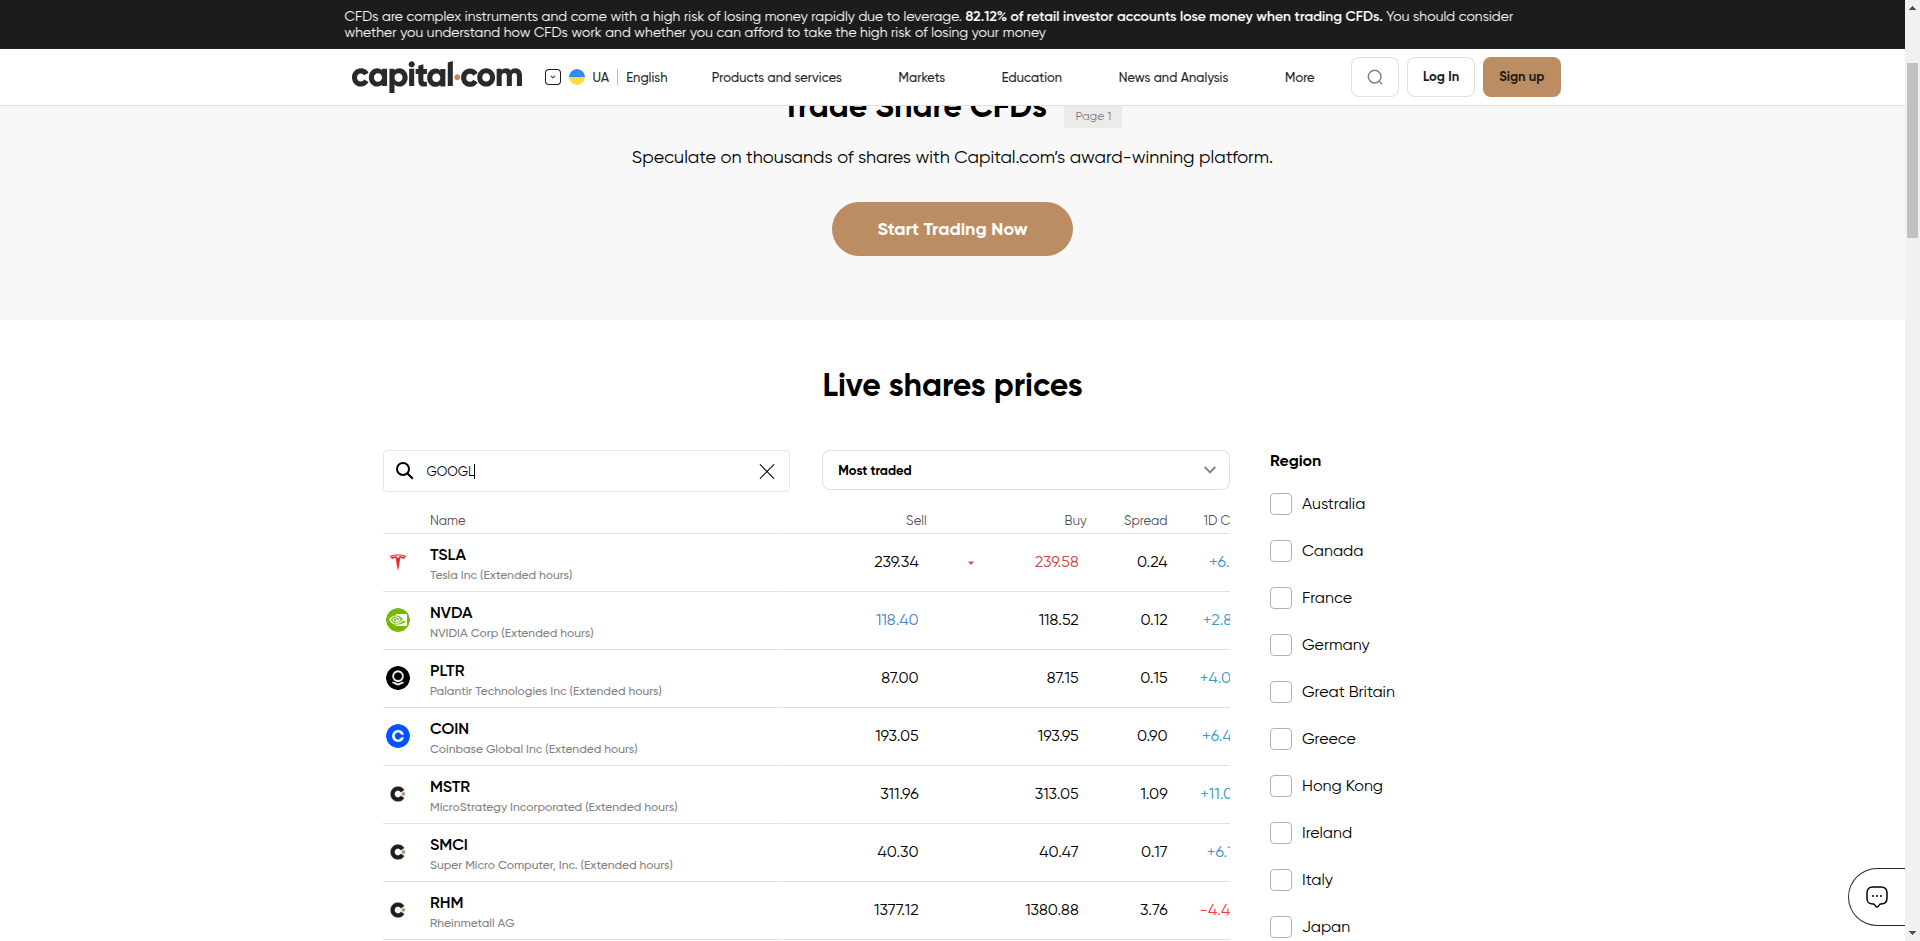 CFDs are complex instruments and come with a high risk of losing money rapidly due to leverage. 82.12% of retail investor accounts lose money when trading CFDs. You should consider
whether you understand how CFDs work and whether you can afford to take the high risk of losing your money
capital.com UA English Products and services Markets Education News and Analysis More Log In Sign up
Trade Share CFDs Page 1
Speculate on thousands of shares with Capital.com’s award-winning platform.
Start Trading Now
Live shares prices
GOOGL Most traded
Name Sell Buy Spread 1D C
TSLA
Tesla Inc (Extended hours)
239.34 239.58 0.24 +6.
NVDA
NVIDIA Corp (Extended hours)
118.40 118.52 0.12 +2.8
PLTR
Palantir Technologies Inc (Extended hours)
87.00 87.15 0.15 +4.0
COIN
Coinbase Global Inc (Extended hours)
193.05 193.95 0.90 +6.4
MSTR
MicroStrategy Incorporated (Extended hours)
311.96 313.05 1.09 +11.0
SMCI
Super Micro Computer, Inc. (Extended hours)
40.30 40.47 0.17 +6.
RHM
Rheinmetall AG
1377.12 1380.88 3.76 -4.4
Region
Australia
Canada
France
Germany
Great Britain
Greece
Hong Kong
Ireland
Italy
Japan